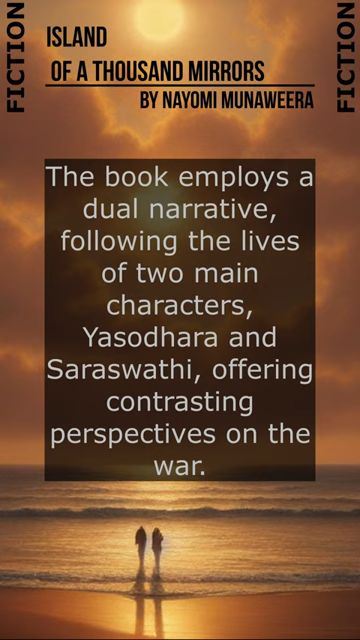 FICTION
FICTION
ISLAND
OF A THOUSAND MIRRORS
BY NAYOMI MUNAWEERA
The book employs a
dual narrative,
following the lives
of two main
characters,
Yasodhara and
Saraswathi, offering
contrasting
perspectives on the
war.